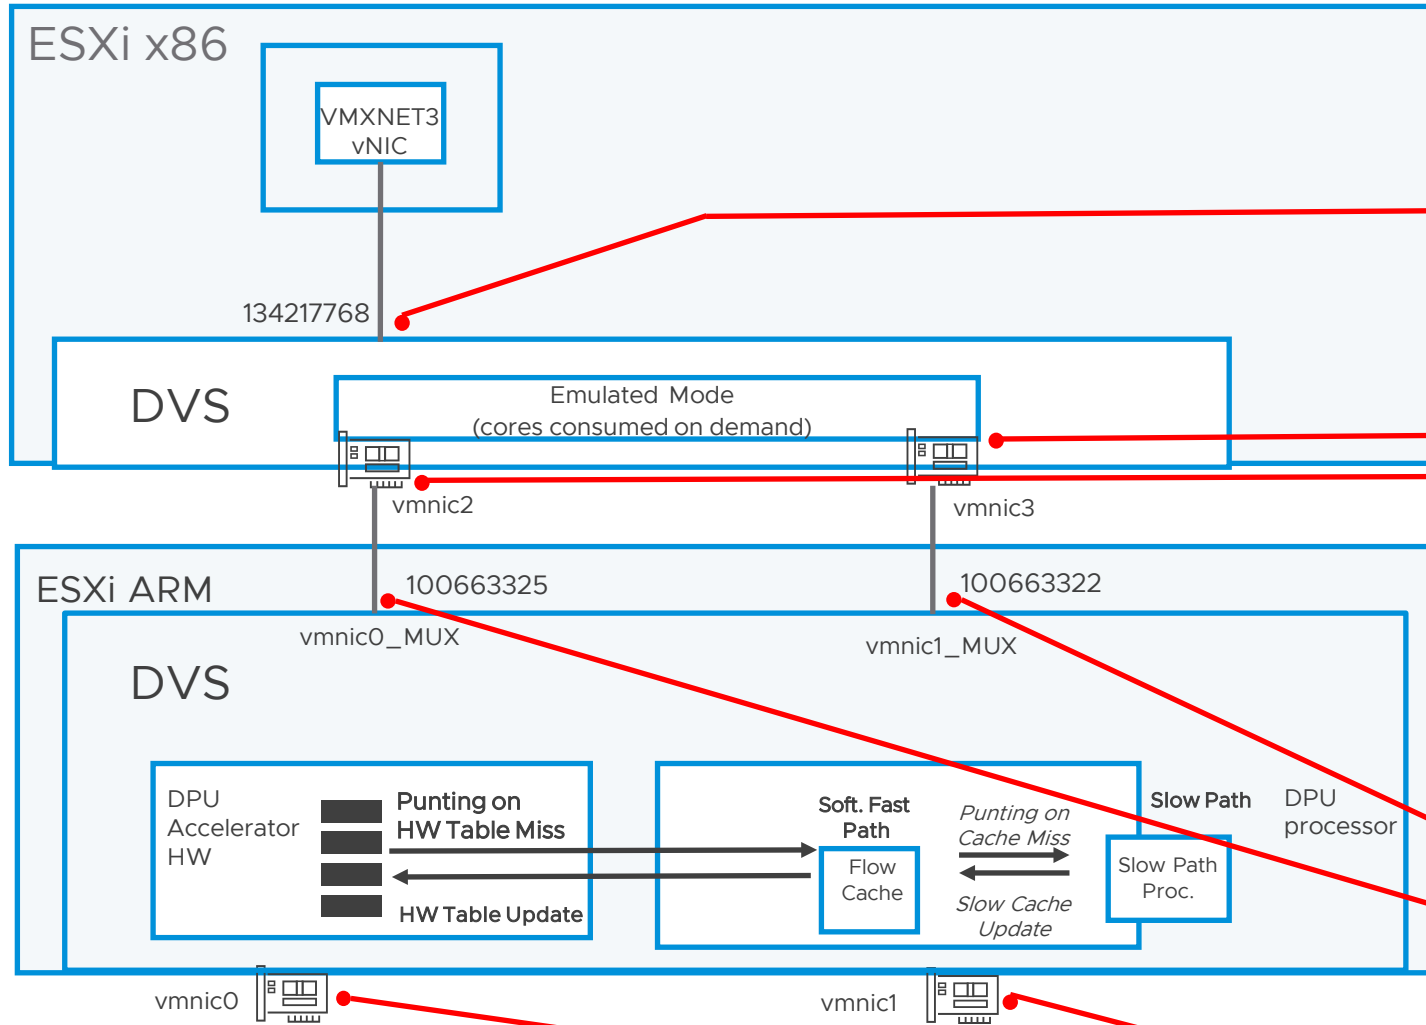 ESXi x86
VMXNET3
vNIC
134217768
DVS
Emulated Mode
(cores consumed on demand)
vmnic2
vmnic3
ESXi ARM
100663325
100663322
vmnic0_MUX
vmnic1_MUX
DVS
DPU
Accelerator
HW
Punting on
HW Table Miss
HW Table Update
Soft. Fast
Path
Flow
Cache
Punting on
Cache Miss
Slow Cache
Update
Slow Path
Slow Path
Proc.
DPU
processor
vmnic0
vmnic1